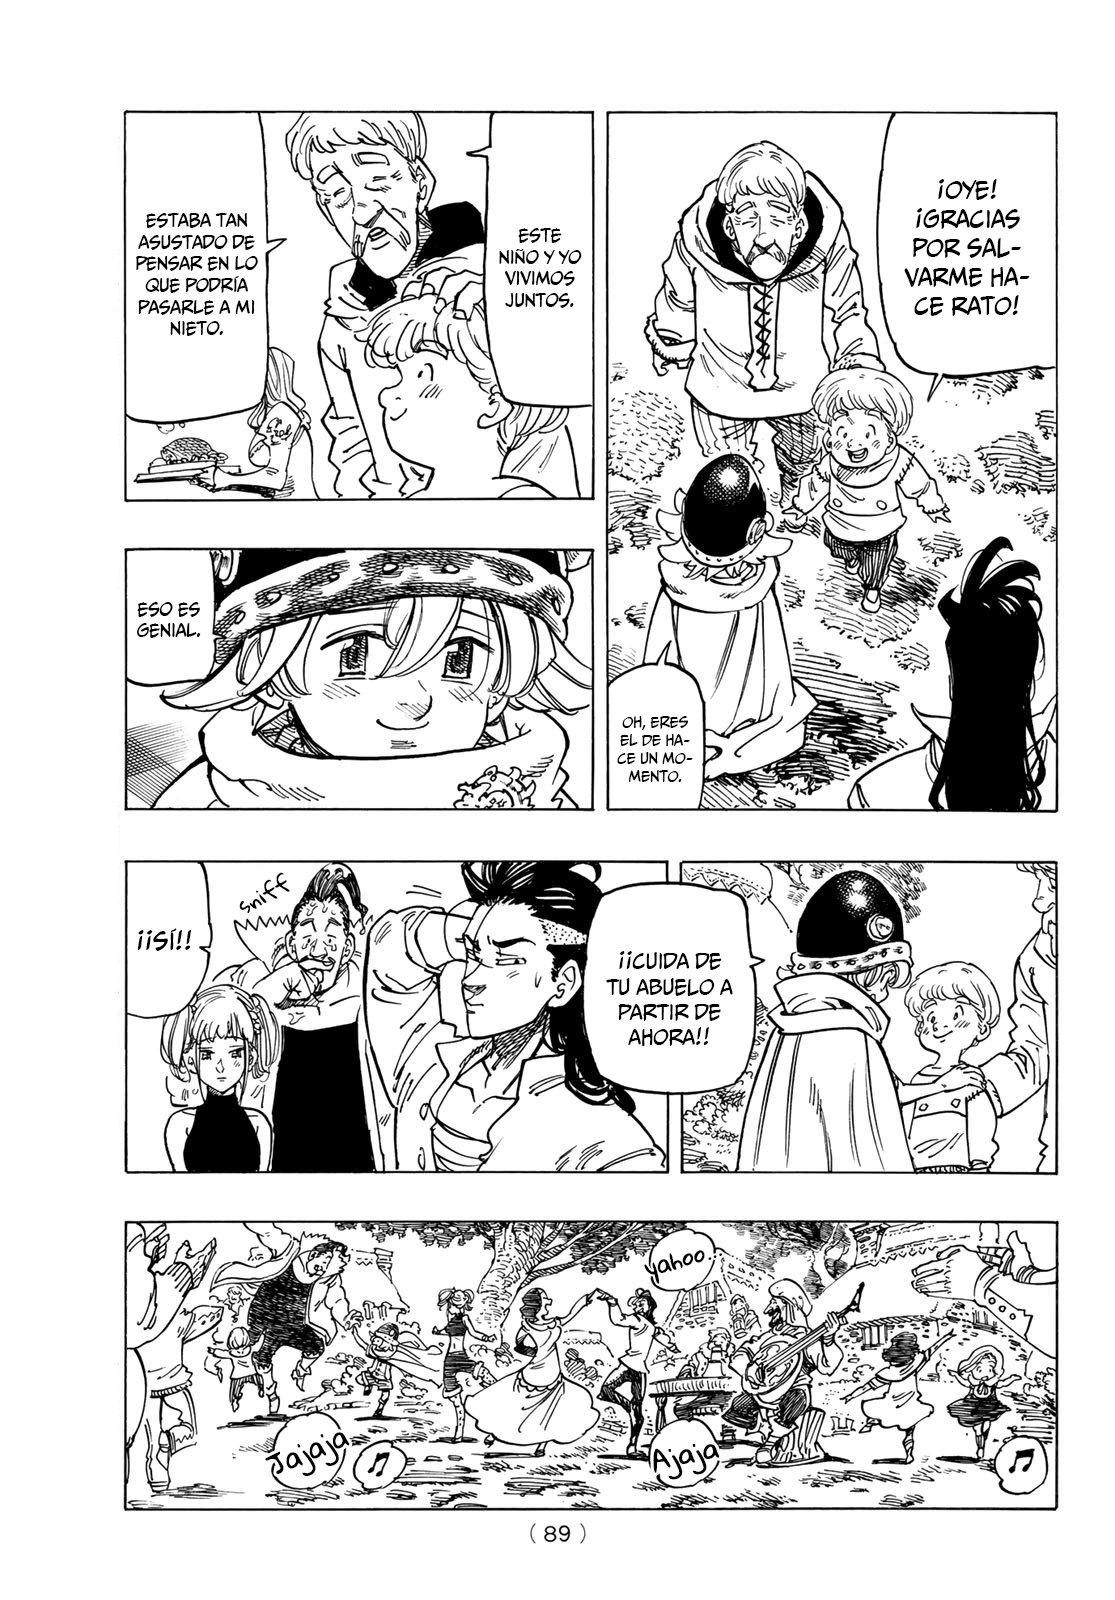 ¡OYE!
¡GRACIAS
POR SAL-
VARME HA-
CE RATO!
OH, ERES
EL DE HA-
CE UN MO-
MENTO.
ESTE
NIÑO Y YO
VIVIMOS
JUNTOS.
ESTABA TAN
ASUSTADO DE
PENSAR EN LO
QUE PODRÍA
PASARLE A MI
NIETO.
ESO ES
GENIAL.
¡¡CUIDA DE
TU ABUELO A
PARTIR DE
AHORA!!
sniff
¡¡SÍ!!
yahoo.
Jajaja
Ajaja
( 89 )